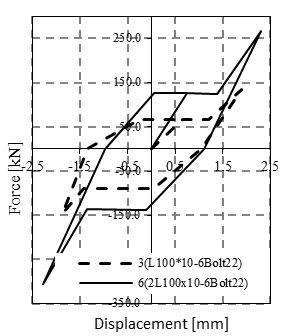 250.0
150.0
50.0
-2.5 -1.5 -0.5 0.5 1.5 2.5
-50.0
-150.0
3(L100*10-6Bolt22)
6(2L100x10-6Bolt22)
-350.0
Force [kN]
Displacement [mm]